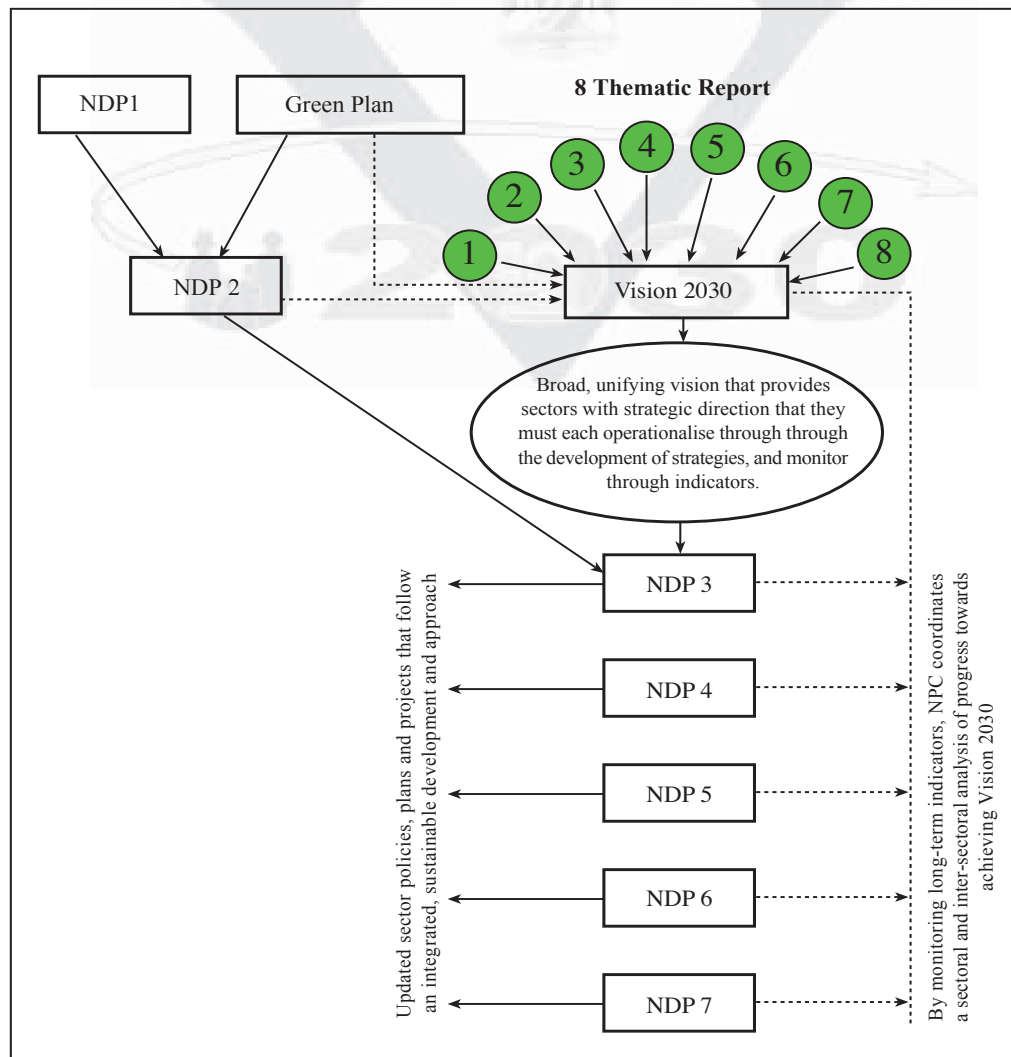 8 Thematic Report
NDP1
Green Plan
1
2
3
4
5
6
7
8
NDP 2
Vision 2030
Broad, unifying vision that provides
sectors with strategic direction that they
must each operationalise through through
the development of strategies, and monitor
through indicators.
NDP 3
NDP 4
NDP 5
NDP 6
NDP 7
Updated sector policies, plans and projects that follow
an integrated, sustainable development and approach
By monitoring long-term indicators, NPC coordinates
a sectoral and inter-sectoral analysis of progress towards
achieving Vision 2030
2030